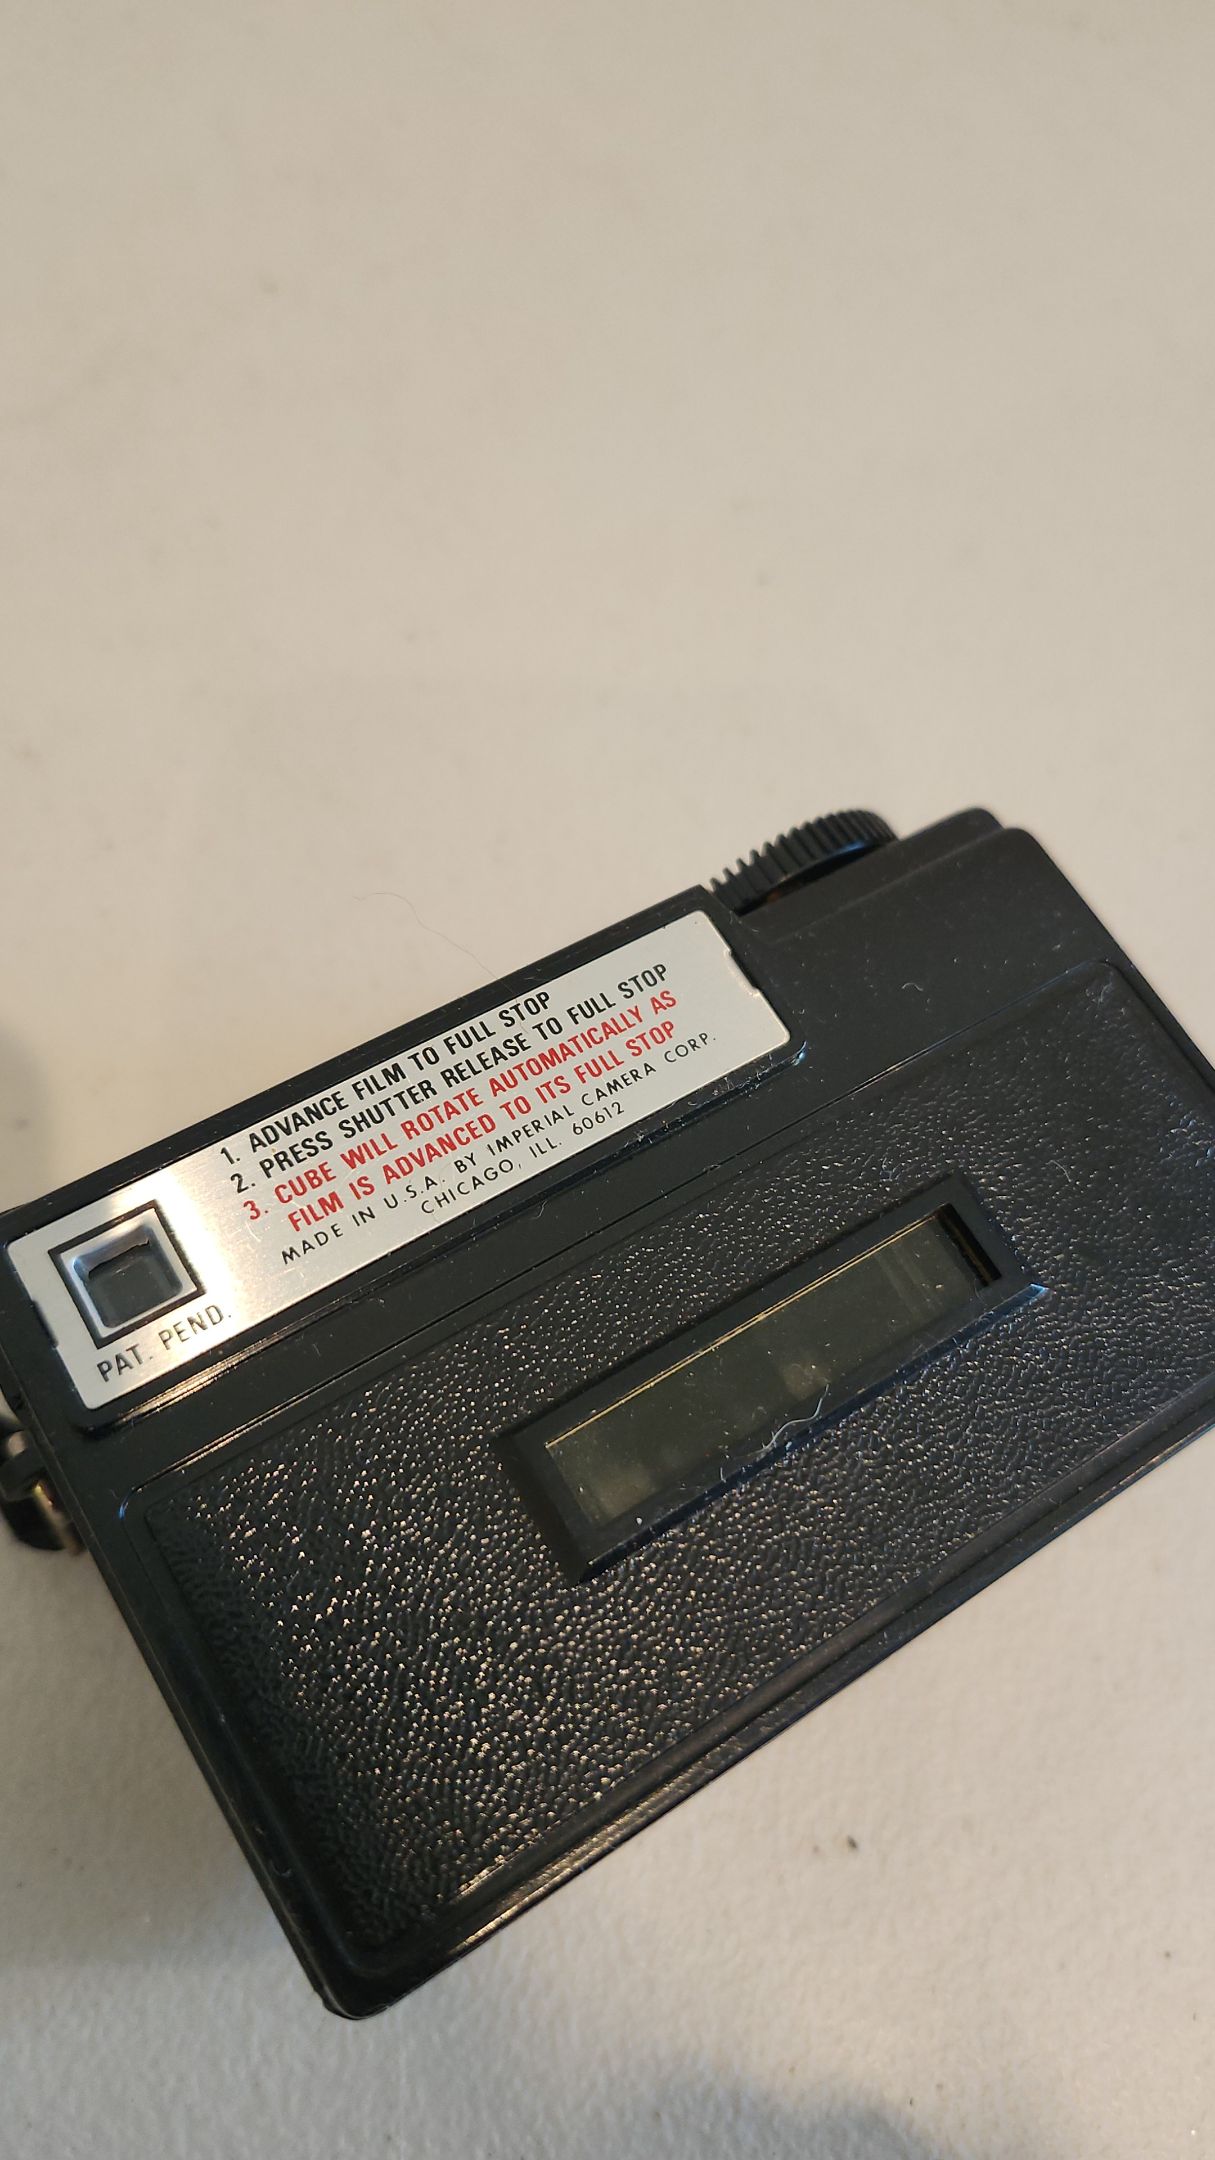 1. ADVANCE FILM TO FULL STOP
2. PRESS SHUTTER RELEASE TO FULL STOP
3. CUBE WILL ROTATE AUTOMATICALLY AS
FILM IS ADVANCED TO ITS FULL STOP
MADE IN U.S.A. BY IMPERIAL CAMERA CORP.
CHICAGO, ILL. 60612
PAT. PEND.